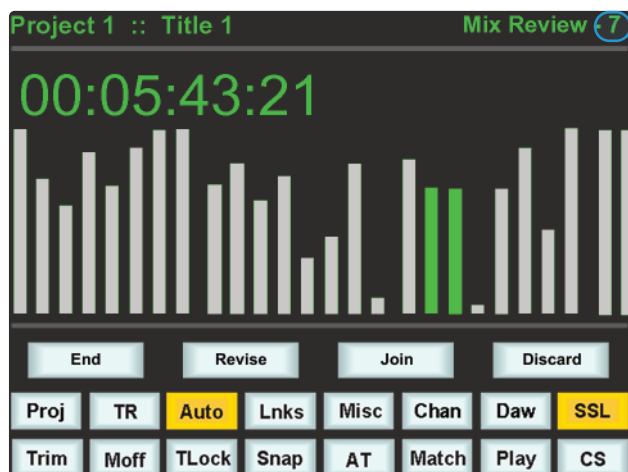 Project 1 :: Title 1 Mix Review - 7
00:05:43:21
End Revise Join Discard
Proj TR Auto Lnks Misc Chan Daw SSL
Trim Moff TLock Snap AT Match Play CS